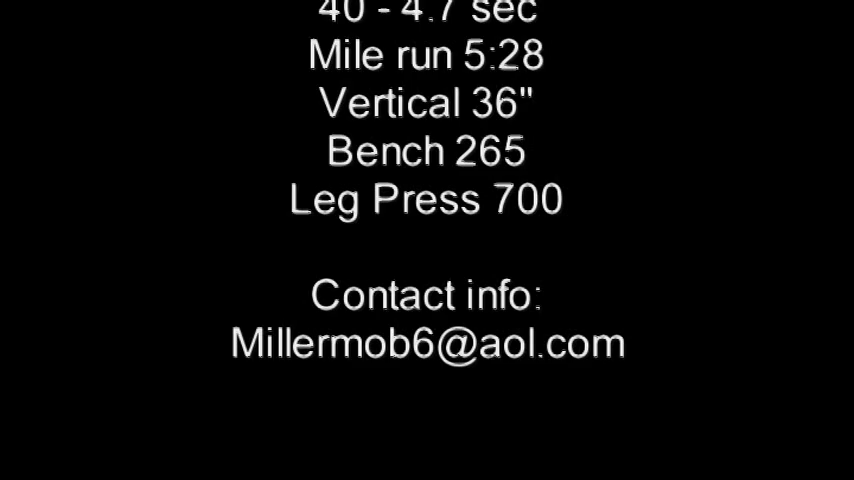 40 - 4.7 sec
Mile run 5:28
Vertical 36"
Bench 265
Leg Press 700
Contact info:
Millermob6@aol.com